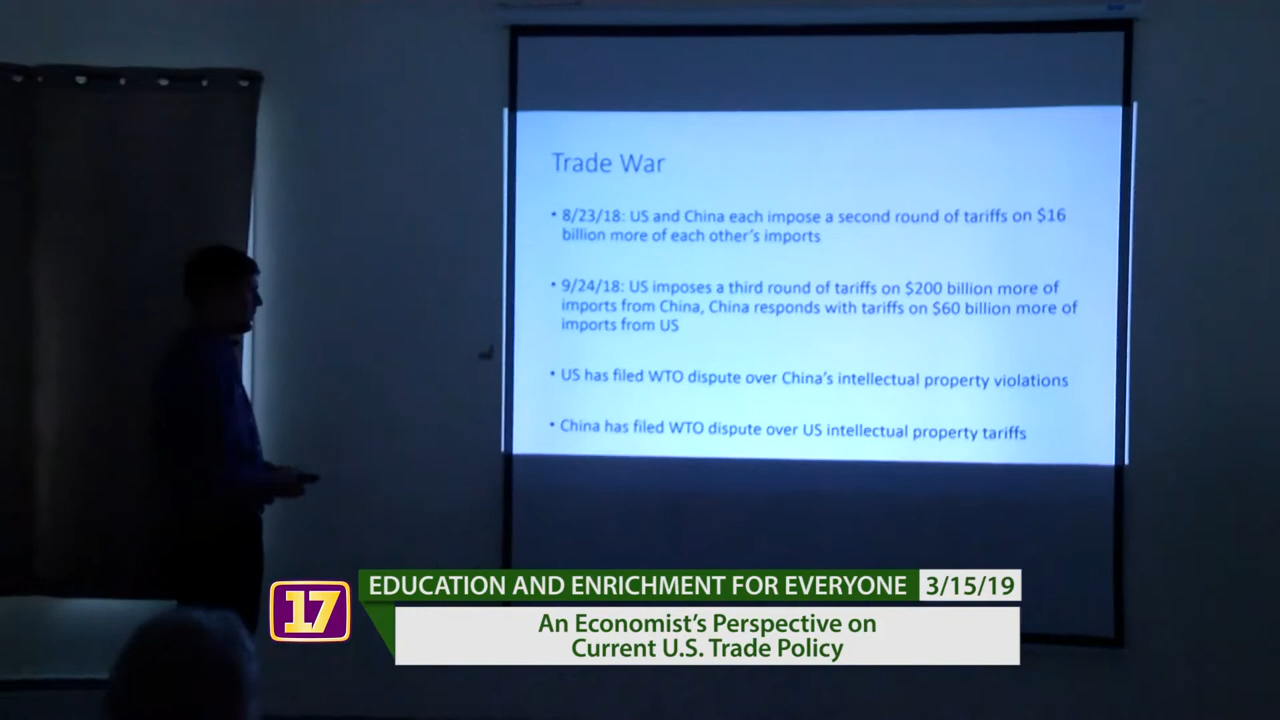 Trade War
• 8/23/18: US and China each impose a second round of tariffs on $16
billion more of each other's imports
• 9/24/18: US imposes a third round of tariffs on $200 billion more of
imports from China, China responds with tariffs on $60 billion more of
imports from US
• US has filed WTO dispute over China's intellectual property violations
• China has filed WTO dispute over US intellectual property tariffs
17
EDUCATION AND ENRICHMENT FOR EVERYONE 3/15/19
An Economist's Perspective on
Current U.S. Trade Policy